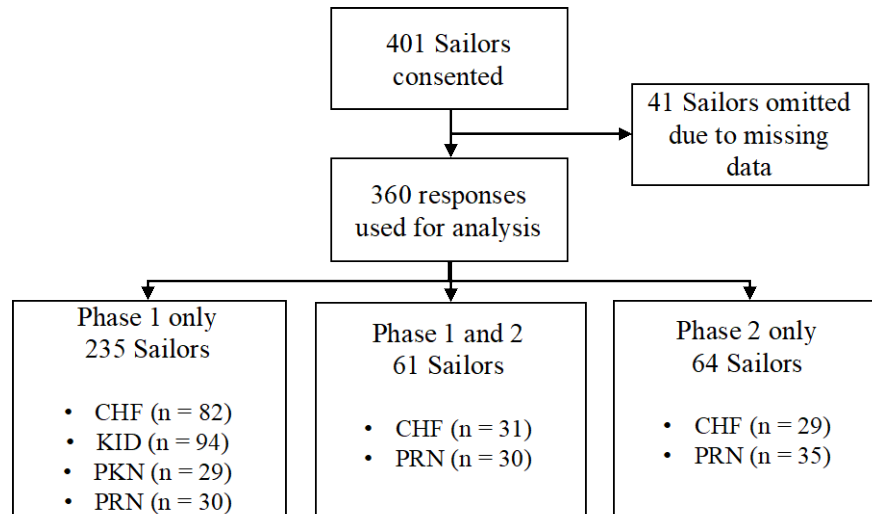 401 Sailors
consented
41 Sailors omitted
due to missing
data
360 responses
used for analysis
Phase 1 only
235 Sailors
• CHF (n = 82)
• KID (n = 94)
• PKN (n = 29)
• PRN (n = 30)
Phase 1 and 2
61 Sailors
• CHF (n = 31)
• PRN (n = 30)
Phase 2 only
64 Sailors
• CHF (n = 29)
• PRN (n = 35)